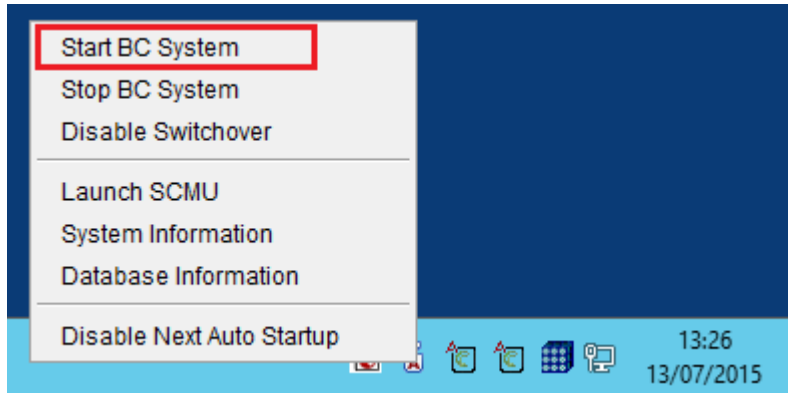 Start BC System
Stop BC System
Disable Switchover
Launch SCMU
System Information
Database Information
Disable Next Auto Startup
13:26
13/07/2015